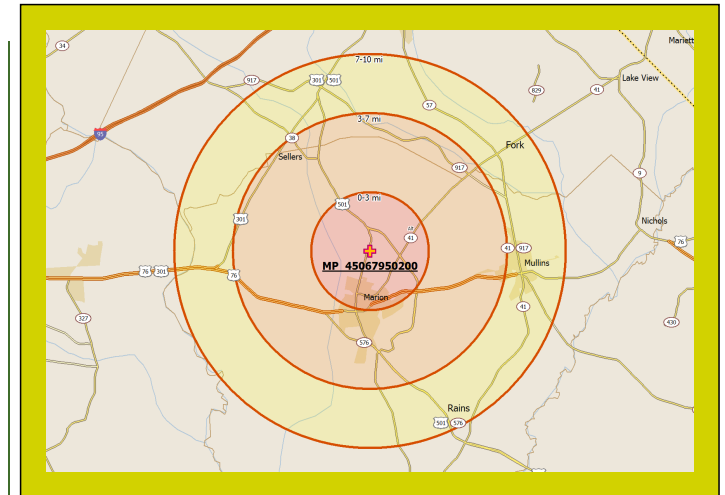 Mariett
34
7-10 mi
917
301
501
Lake View
829
41
57
95
3-7 mi
38
Fork
Sellers
917
9
0-3 mi
501
301
Nichols
41
41
917
76
MP 45067950200
Mullins
76
301
76
Marion
41
327
430
576
Rains
501
576